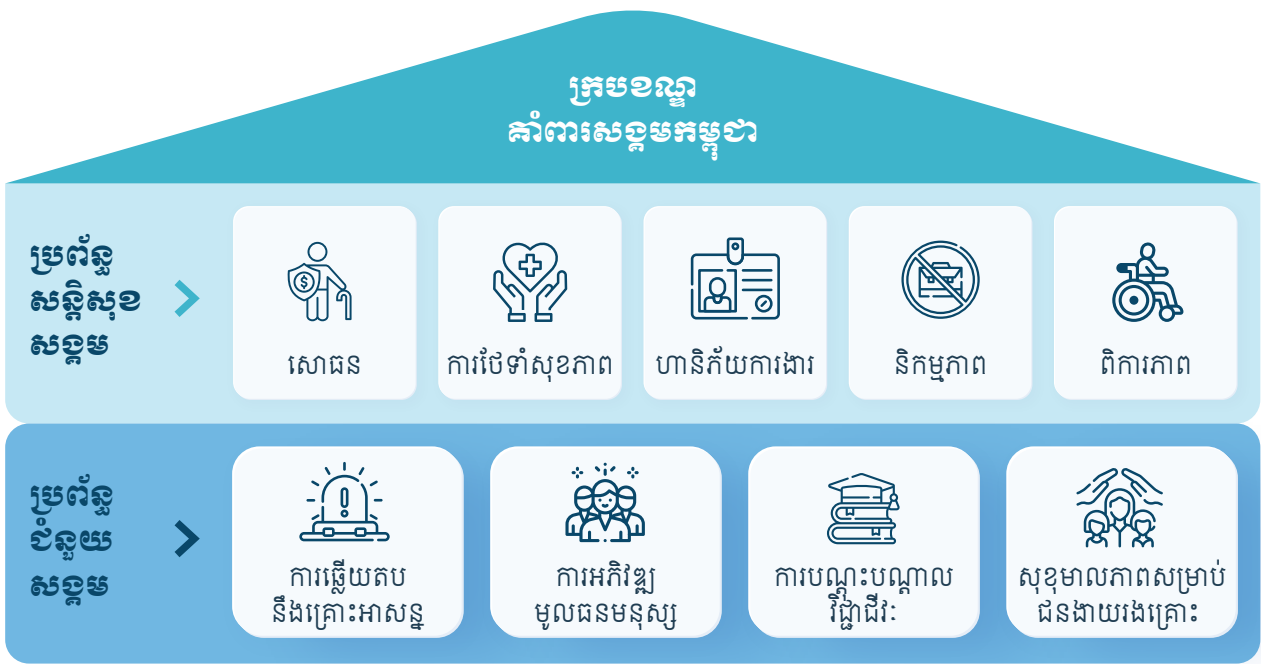 ក្របខណ្ឌ
គាំពារសង្គមកម្ពុជា
ប្រព័ន្ធ
សន្តិសុខ
សង្គម
សោធន
ការថែទាំសុខភាព
ហានិភ័យការងារ
និកម្មភាព
ពិការភាព
ប្រព័ន្ធ
ជំនួយ
សង្គម
ការឆ្លើយតប
នឹងគ្រោះអាសន្ន
ការអភិវឌ្ឍ
មូលធនមនុស្ស
ការបណ្តុះបណ្តាល
វិជ្ជាជីវៈ
សុខុមាលភាពសម្រាប់
ជនងាយរងគ្រោះ